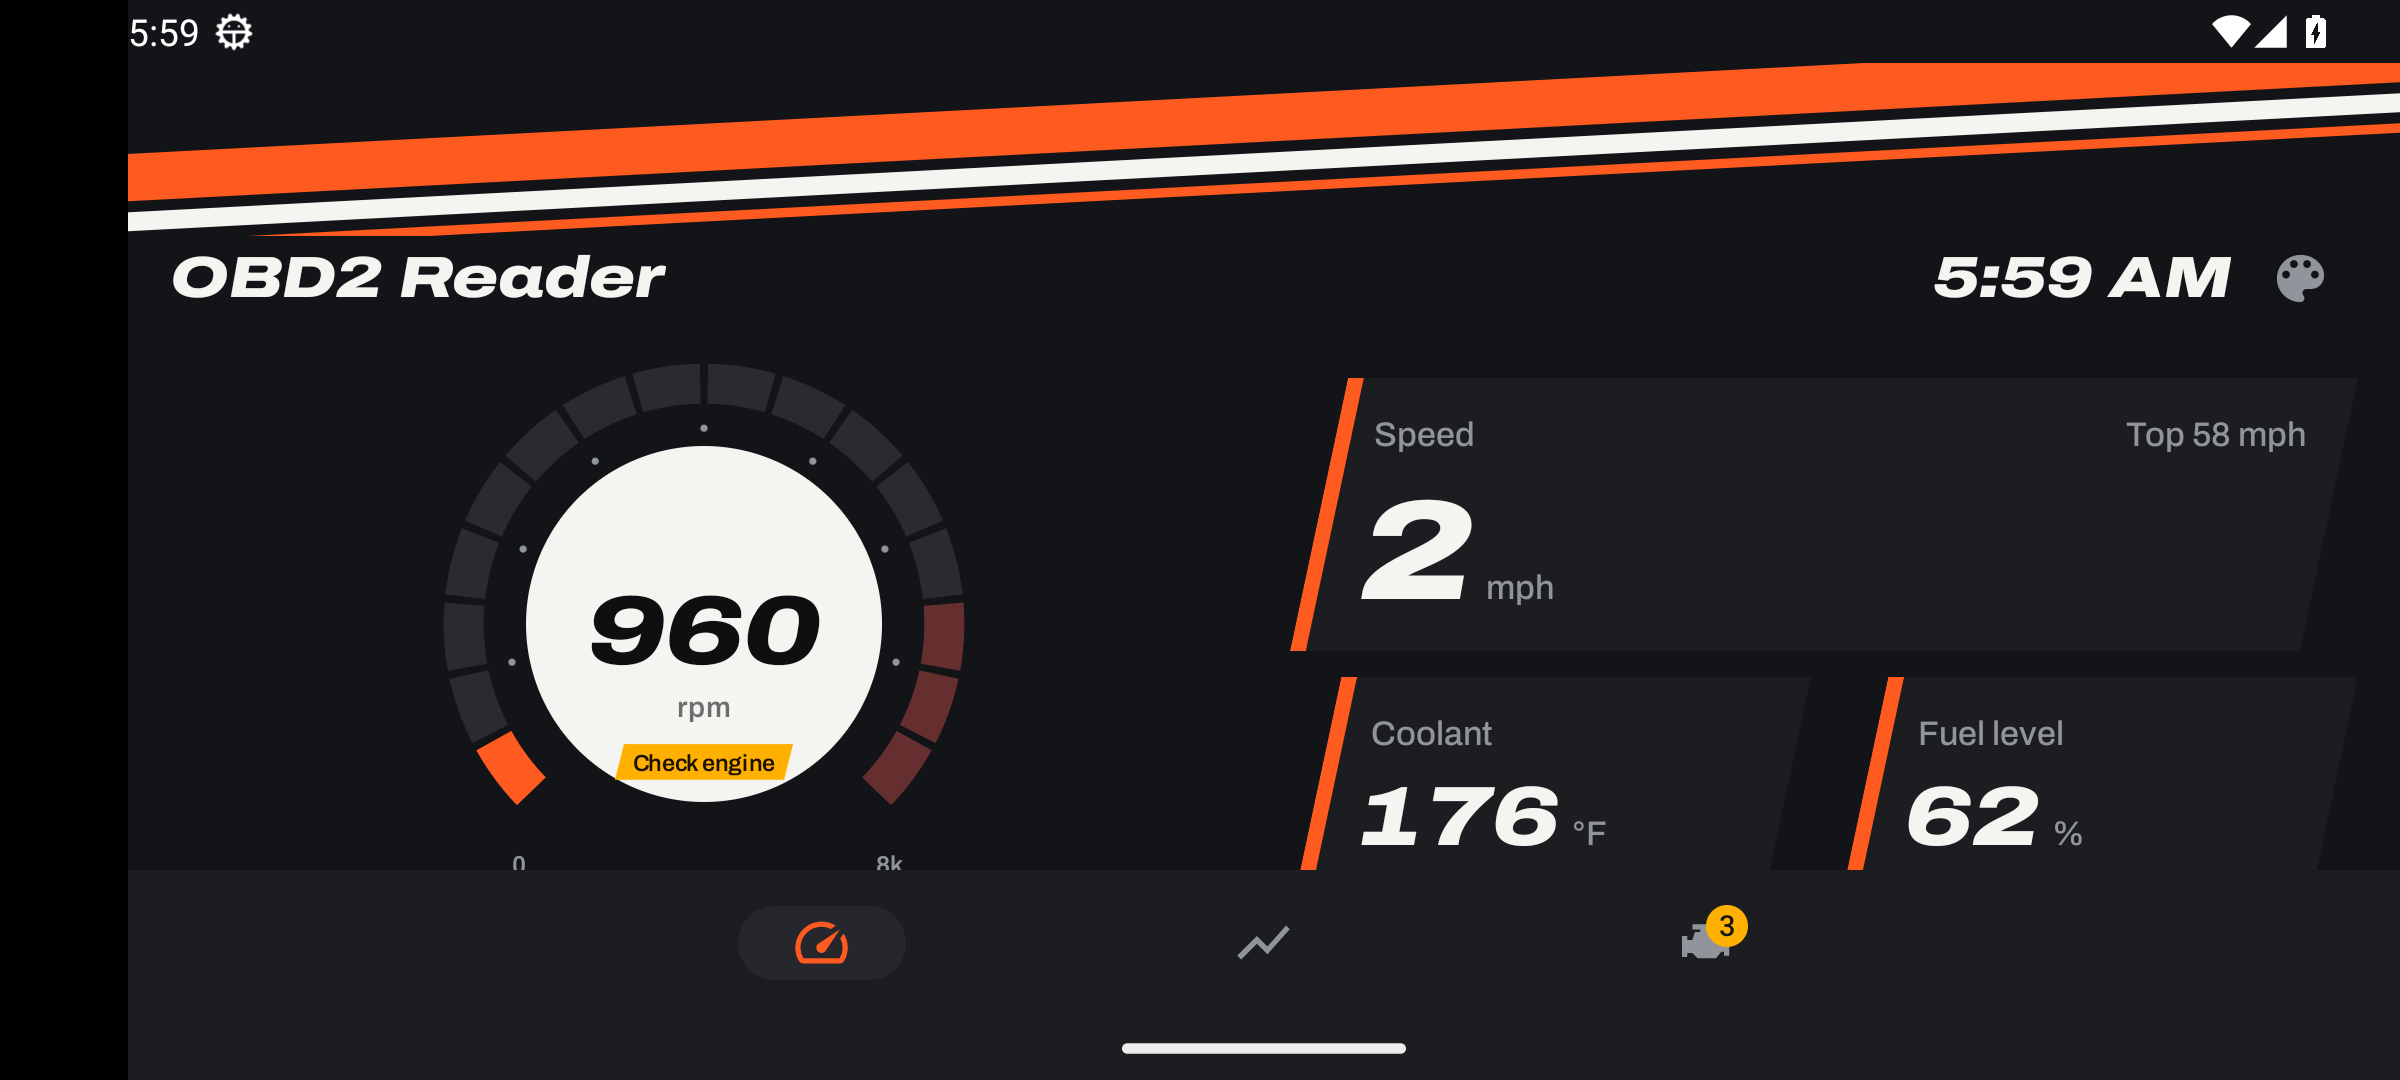 5:59
OBD2 Reader
5:59 AM
960
rpm
Check engine
0
8k
Speed
Top 58 mph
2 mph
Coolant
176 °F
Fuel level
62 %
3